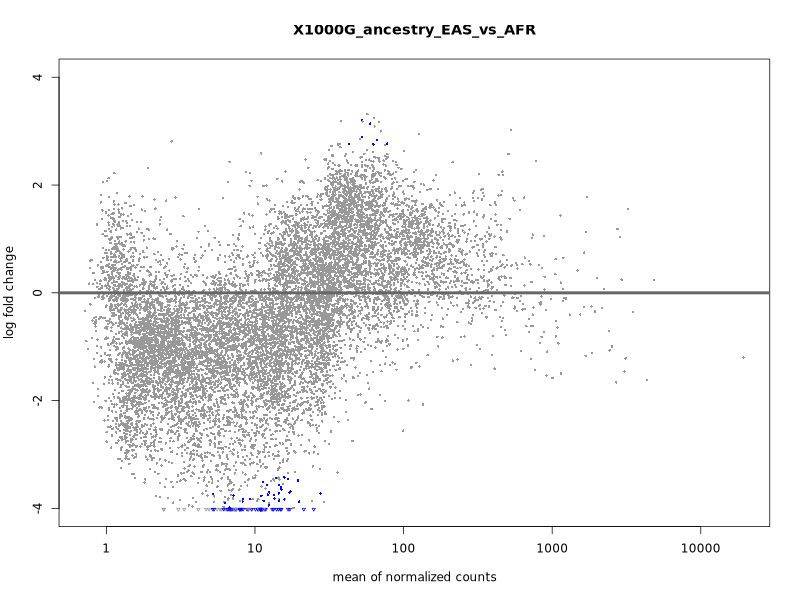 X1000G_ancestry_EAS_vs_AFR
4
2
0
-2
-4
log fold change
1 10 100 1000 10000
mean of normalized counts